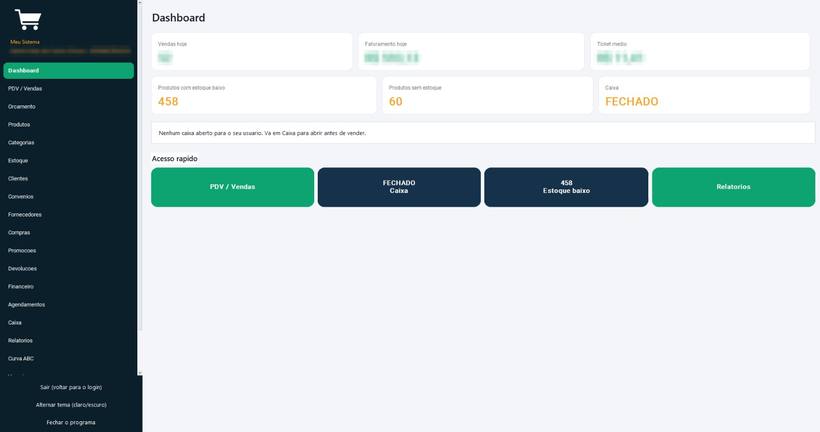 Meu Sistema
Dashboard
PDV / Vendas
Orcamento
Produtos
Categorias
Estoque
Clientes
Convenios
Fornecedores
Compras
Promocoes
Devolucoes
Financeiro
Agendamentos
Caixa
Relatorios
Curva ABC
Sair (voltar para o login)
Alternar tema (claro/escuro)
Fechar o programa
Dashboard
Vendas hoje
Faturamento hoje
Ticket medio
Produtos com estoque baixo
458
Produtos sem estoque
60
Caixa
FECHADO
Nenhum caixa aberto para o seu usuario. Va em Caixa para abrir antes de vender.
Acesso rapido
PDV / Vendas
FECHADO
Caixa
458
Estoque baixo
Relatorios